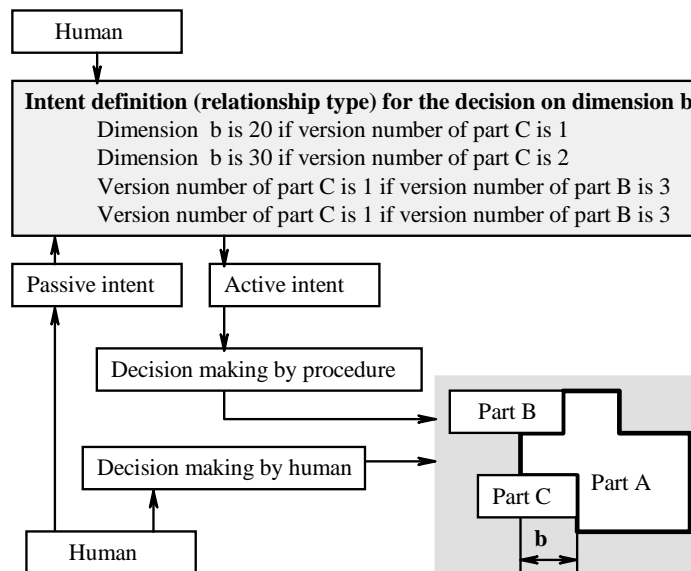 Human
Intent definition (relationship type) for the decision on dimension b
Dimension b is 20 if version number of part C is 1
Dimension b is 30 if version number of part C is 2
Version number of part C is 1 if version number of part B is 3
Version number of part C is 1 if version number of part B is 3
Passive intent
Active intent
Decision making by procedure
Part B
Decision making by human
Part A
Part C
b
Human